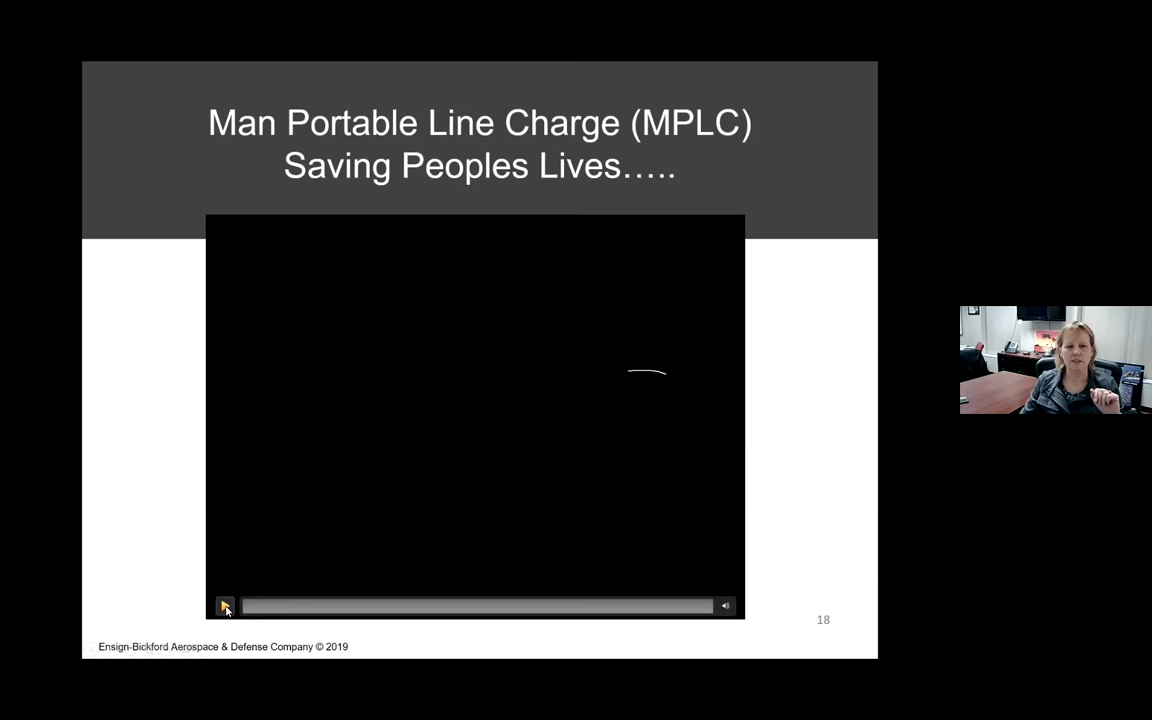 Man Portable Line Charge (MPLC)
Saving Peoples Lives…..
18
Ensign-Bickford Aerospace & Defense Company © 2019